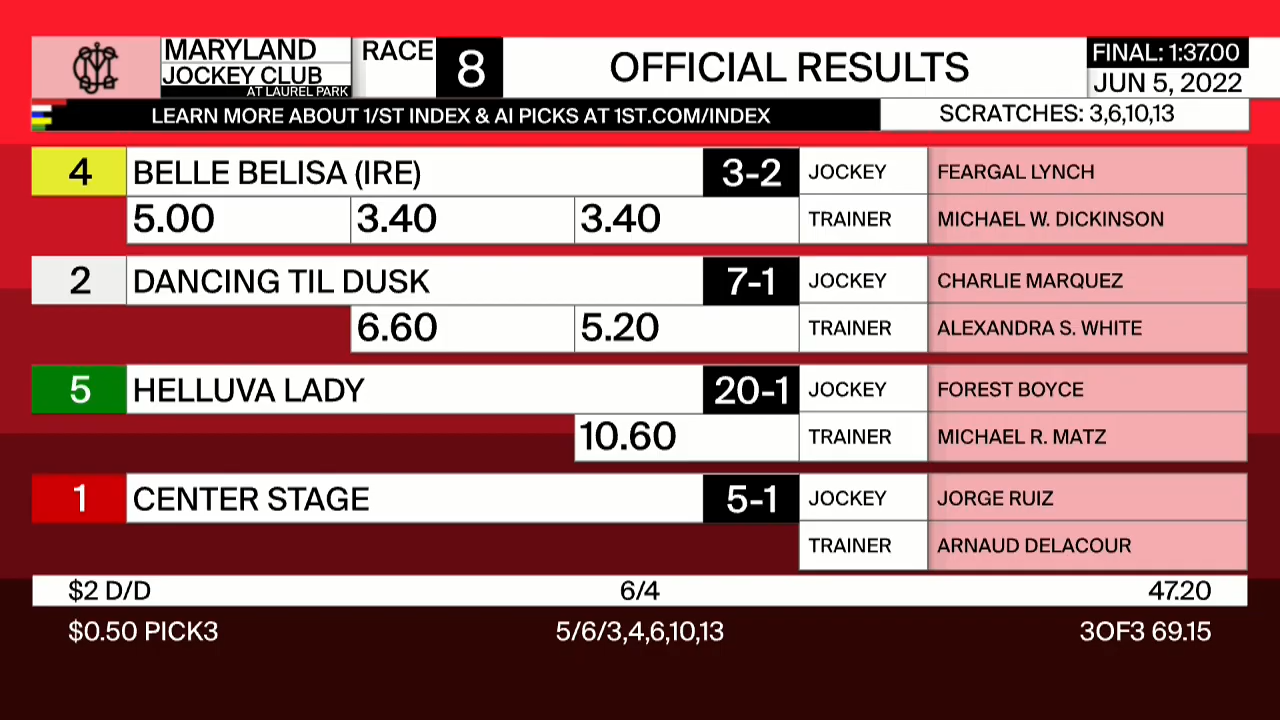 MARYLAND
JOCKEY CLUB
AT LAUREL PARK
RACE 8
OFFICIAL RESULTS
FINAL: 1:37.00
JUN 5, 2022
LEARN MORE ABOUT 1/ST INDEX & AI PICKS AT 1ST.COM/INDEX
SCRATCHES: 3,6,10,13
4 BELLE BELISA (IRE) 3-2 JOCKEY FEARGAL LYNCH
5.00 3.40 3.40 TRAINER MICHAEL W. DICKINSON
2 DANCING TIL DUSK 7-1 JOCKEY CHARLIE MARQUEZ
6.60 5.20 TRAINER ALEXANDRA S. WHITE
5 HELLUVA LADY 20-1 JOCKEY FOREST BOYCE
10.60 TRAINER MICHAEL R. MATZ
1 CENTER STAGE 5-1 JOCKEY JORGE RUIZ
TRAINER ARNAUD DELACOUR
$2 D/D 6/4 47.20
$0.50 PICK3 5/6/3,4,6,10,13 3OF3 69.15